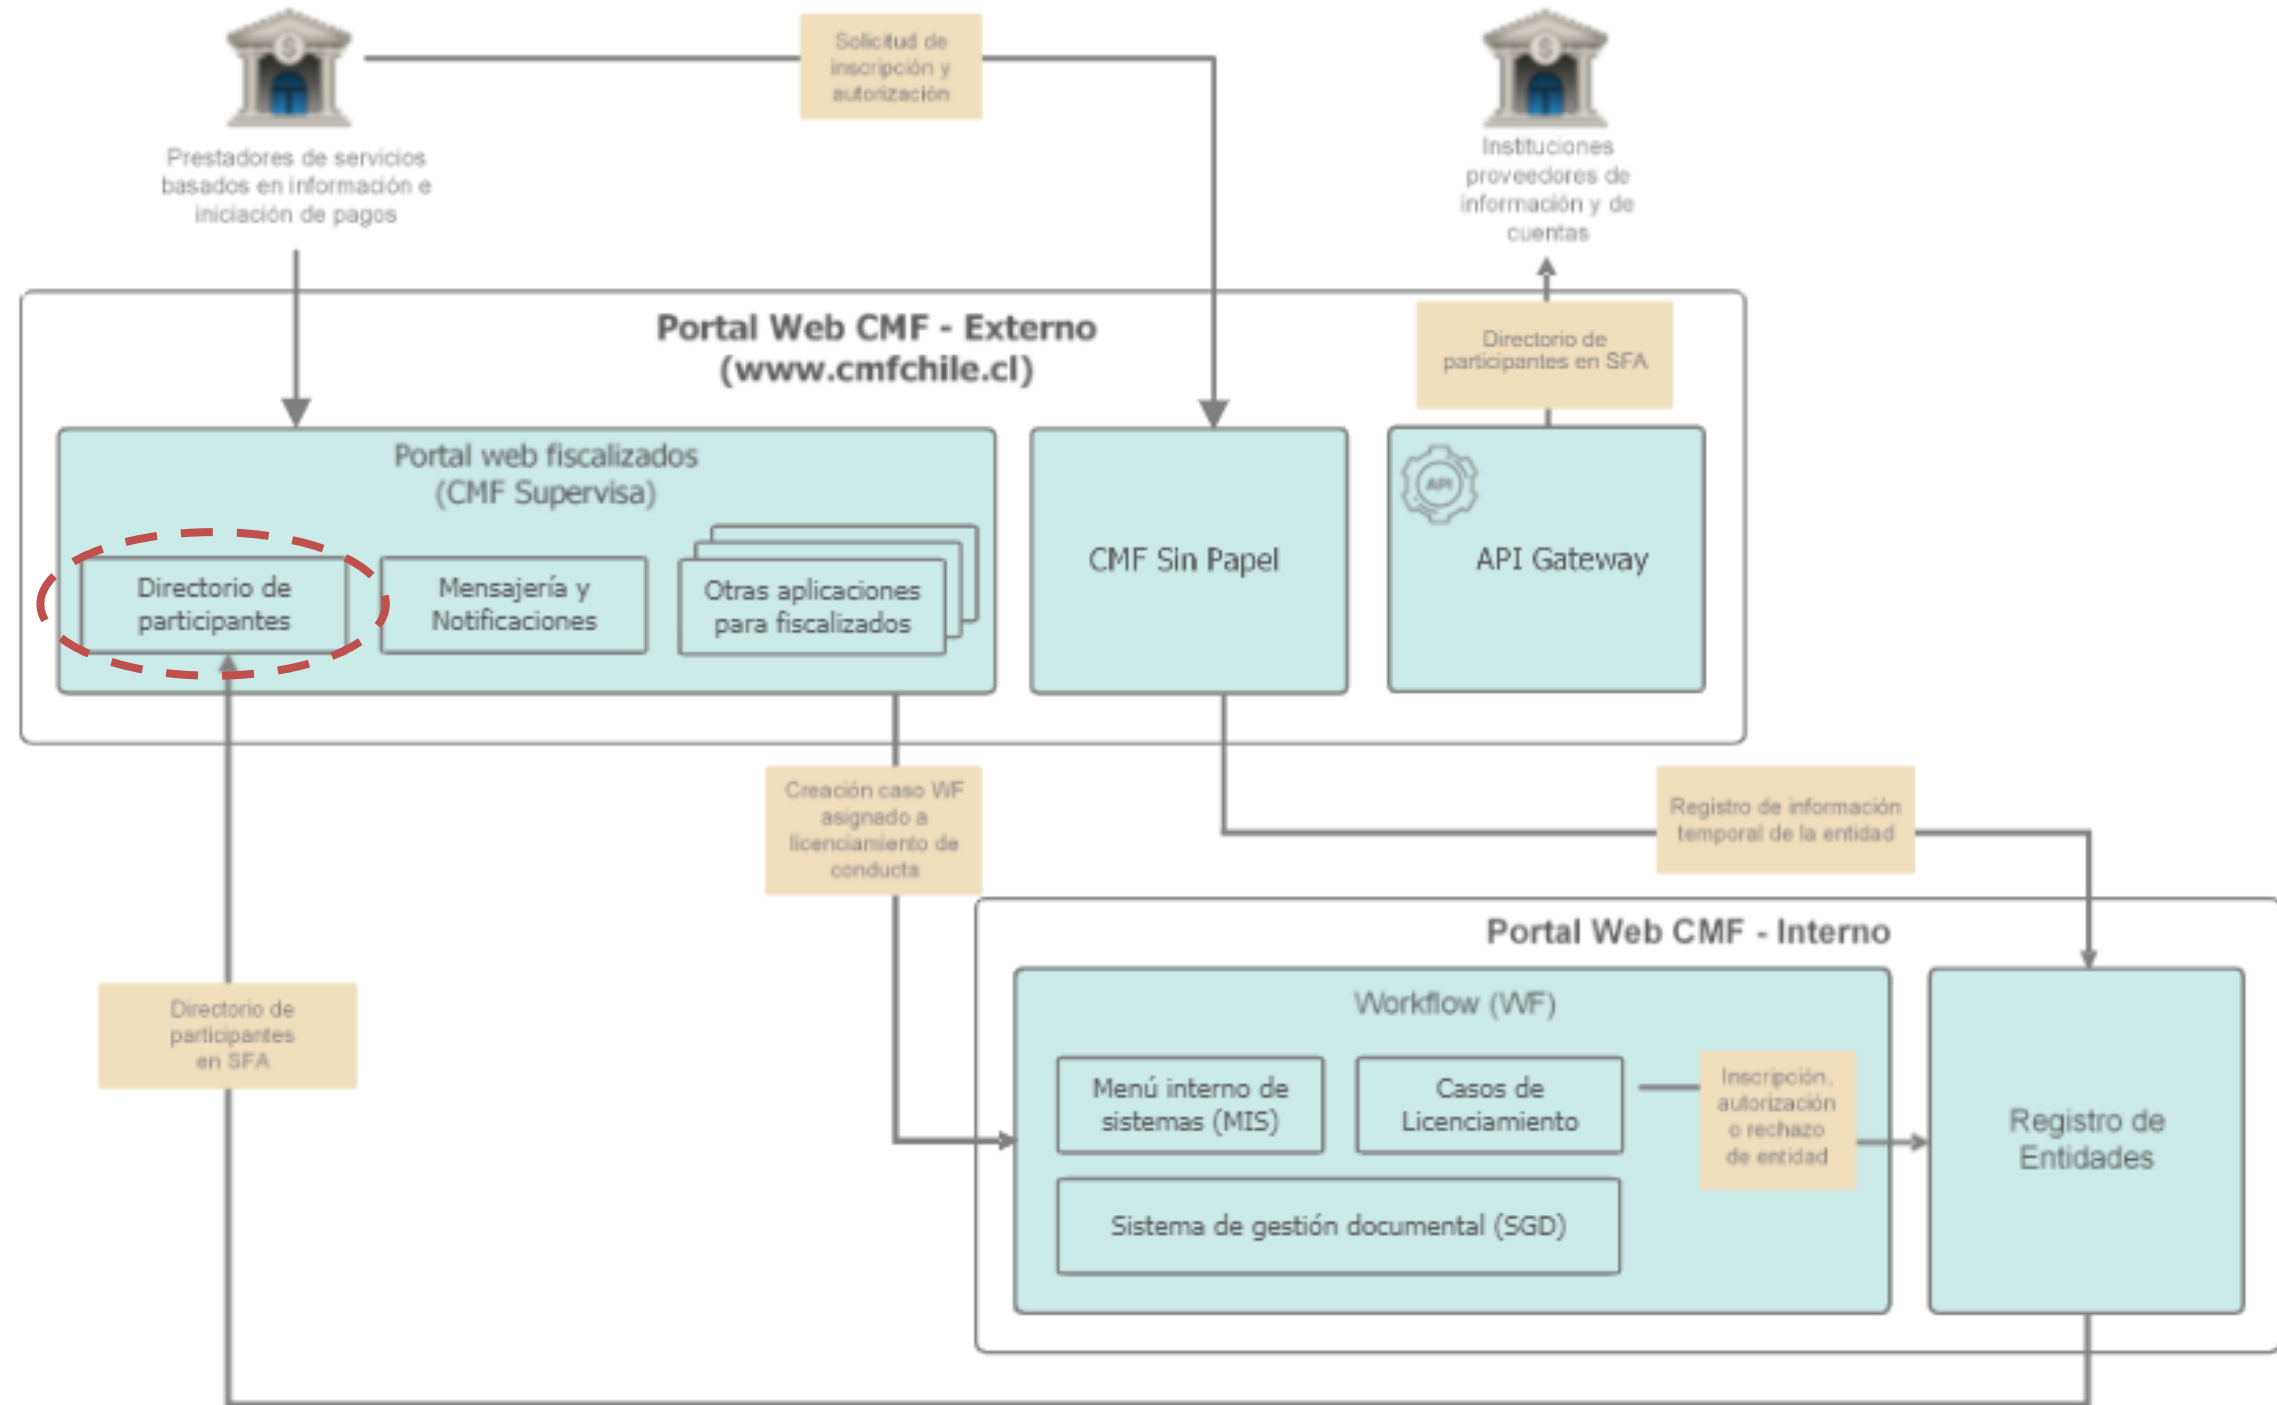 Solicitud de
inscripción y
autorización
Prestadores de servicios
basados en información e
iniciación de pagos
Instituciones
proveedores de
información y de
cuentas
Portal Web CMF - Externo
(www.cmfchile.cl)
Directorio de
participantes en SFA
Portal web fiscalizados
(CMF Supervisa)
Directorio de
participantes
Mensajería y
Notificaciones
Otras aplicaciones
para fiscalizados
CMF Sin Papel
API
API Gateway
Creación caso WF
asignado a
licenciamiento de
conducta
Registro de información
temporal de la entidad
Directorio de
participantes
en SFA
Portal Web CMF - Interno
Workflow (WF)
Menú interno de
sistemas (MIS)
Casos de
Licenciamiento
Inscripción,
autorización
o rechazo
de entidad
Sistema de gestión documental (SGD)
Registro de
Entidades